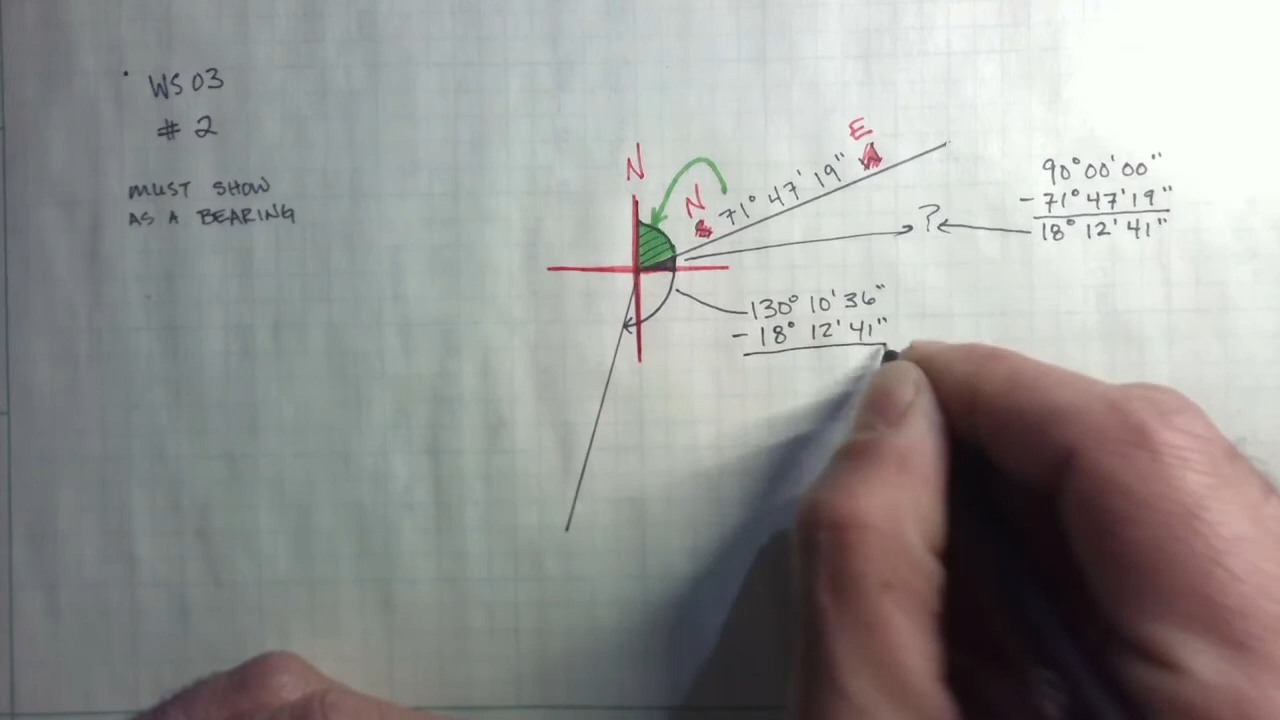 WS 03
# 2
MUST SHOW
AS A BEARING
N
E
N 71° 47' 19"
90° 00' 00"
- 71° 47' 19"
18° 12' 41"
?
130° 10' 36"
- 18° 12' 41"